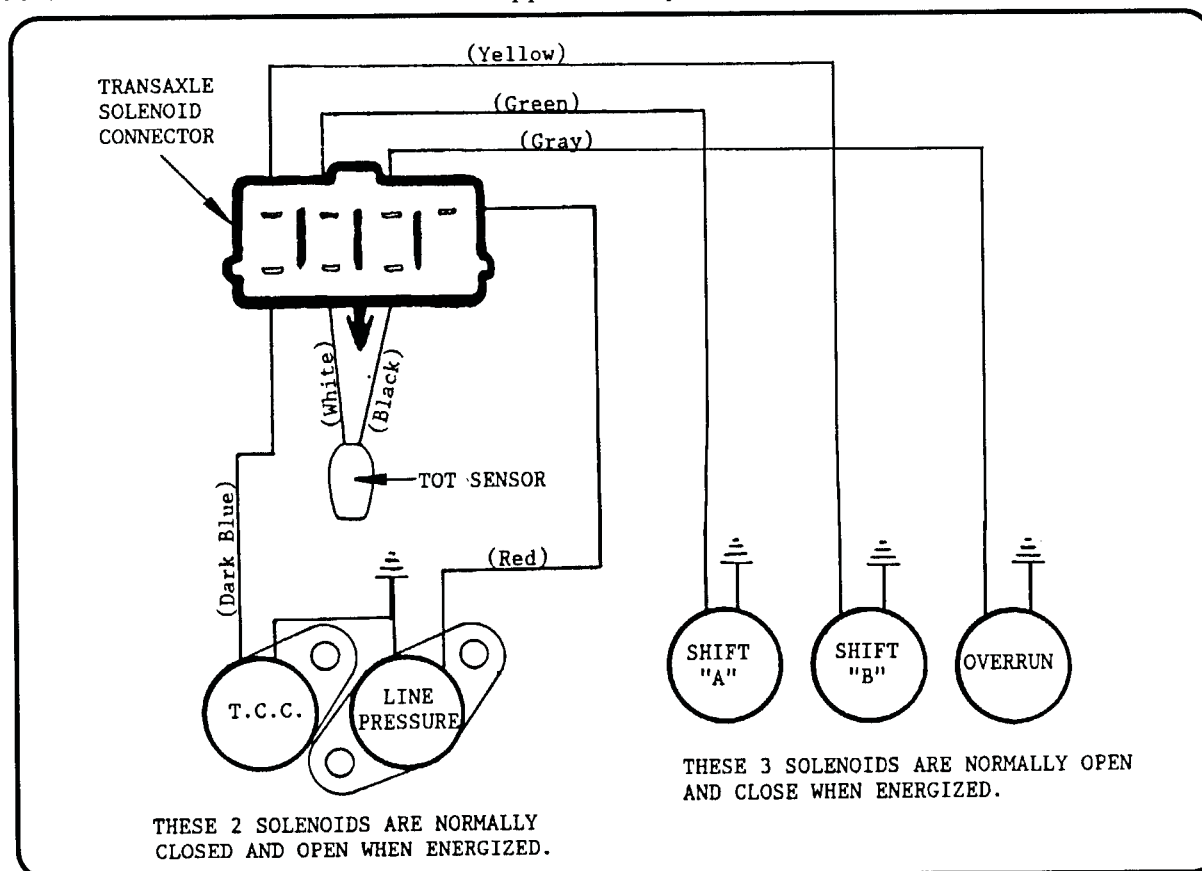 (Yellow)
TRANSAXLE
SOLENOID
CONNECTOR
(Green)
(Gray)
(White)
(Black)
TOT SENSOR
(Dark Blue)
(Red)
T.C.C.
LINE
PRESSURE
SHIFT
"A"
SHIFT
"B"
OVERRUN
THESE 3 SOLENOIDS ARE NORMALLY OPEN
AND CLOSE WHEN ENERGIZED.
THESE 2 SOLENOIDS ARE NORMALLY
CLOSED AND OPEN WHEN ENERGIZED.